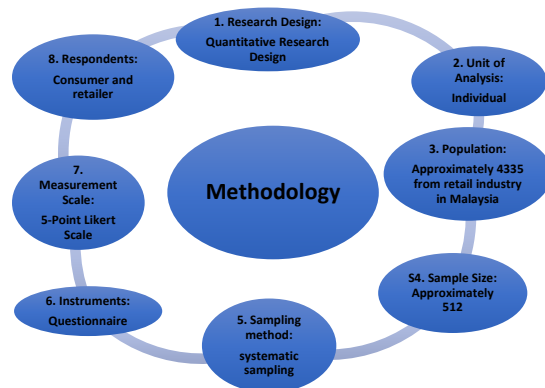 1. Research Design:
Quantitative Research
Design
2. Unit of
Analysis:
Individual
3. Population:
Approximately 4335
from retail industry
in Malaysia
S4. Sample Size:
Approximately
512
5. Sampling
method:
systematic
sampling
6. Instruments:
Questionnaire
7.
Measurement
Scale:
5-Point Likert
Scale
8. Respondents:
Consumer and
retailer
Methodology